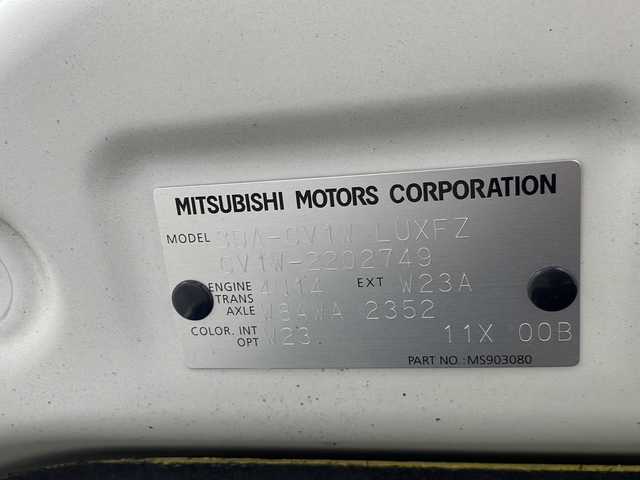 MITSUBISHI MOTORS CORPORATION
MODEL 3DA-CV1W LUXFZ
CV1W-2202749
ENGINE 4N14 EXT W23A
TRANS
AXLE W8AWA 2352
COLOR. INT W23. 11X 00B
OPT
PART NO.:MS903080